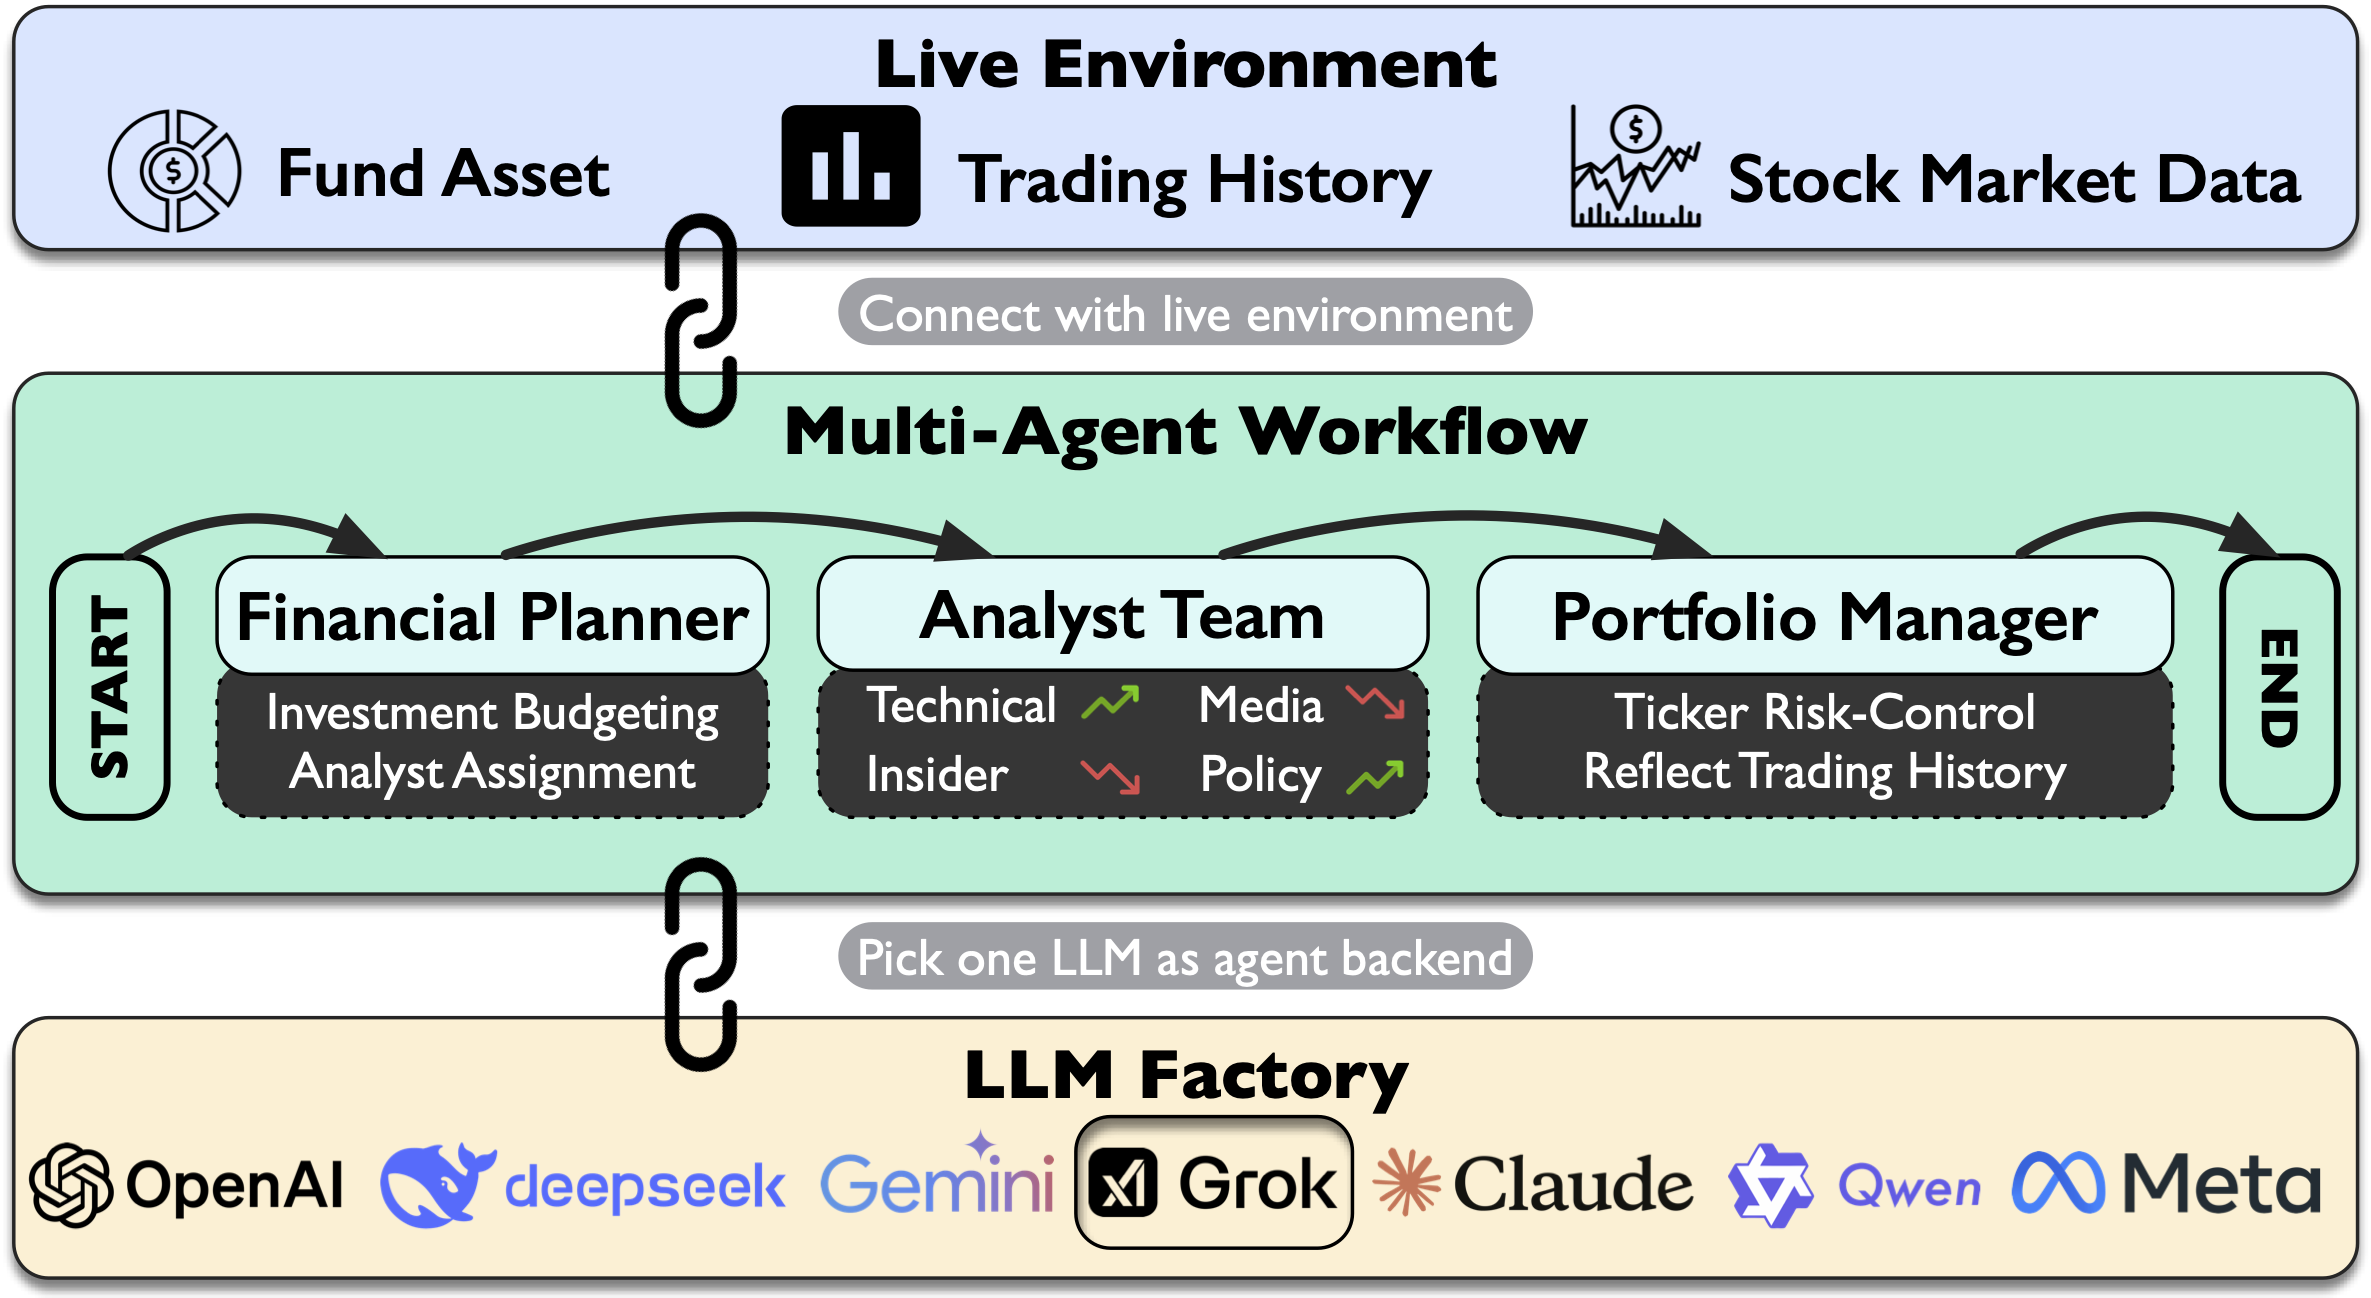 Live Environment
$ Fund Asset
Trading History
$ Stock Market Data
Connect with live environment
Multi-Agent Workflow
START
Financial Planner
Investment Budgeting
Analyst Assignment
Analyst Team
Technical Media
Insider Policy
Portfolio Manager
Ticker Risk-Control
Reflect Trading History
END
Pick one LLM as agent backend
LLM Factory
OpenAI deepseek Gemini xI Grok Claude Qwen Meta